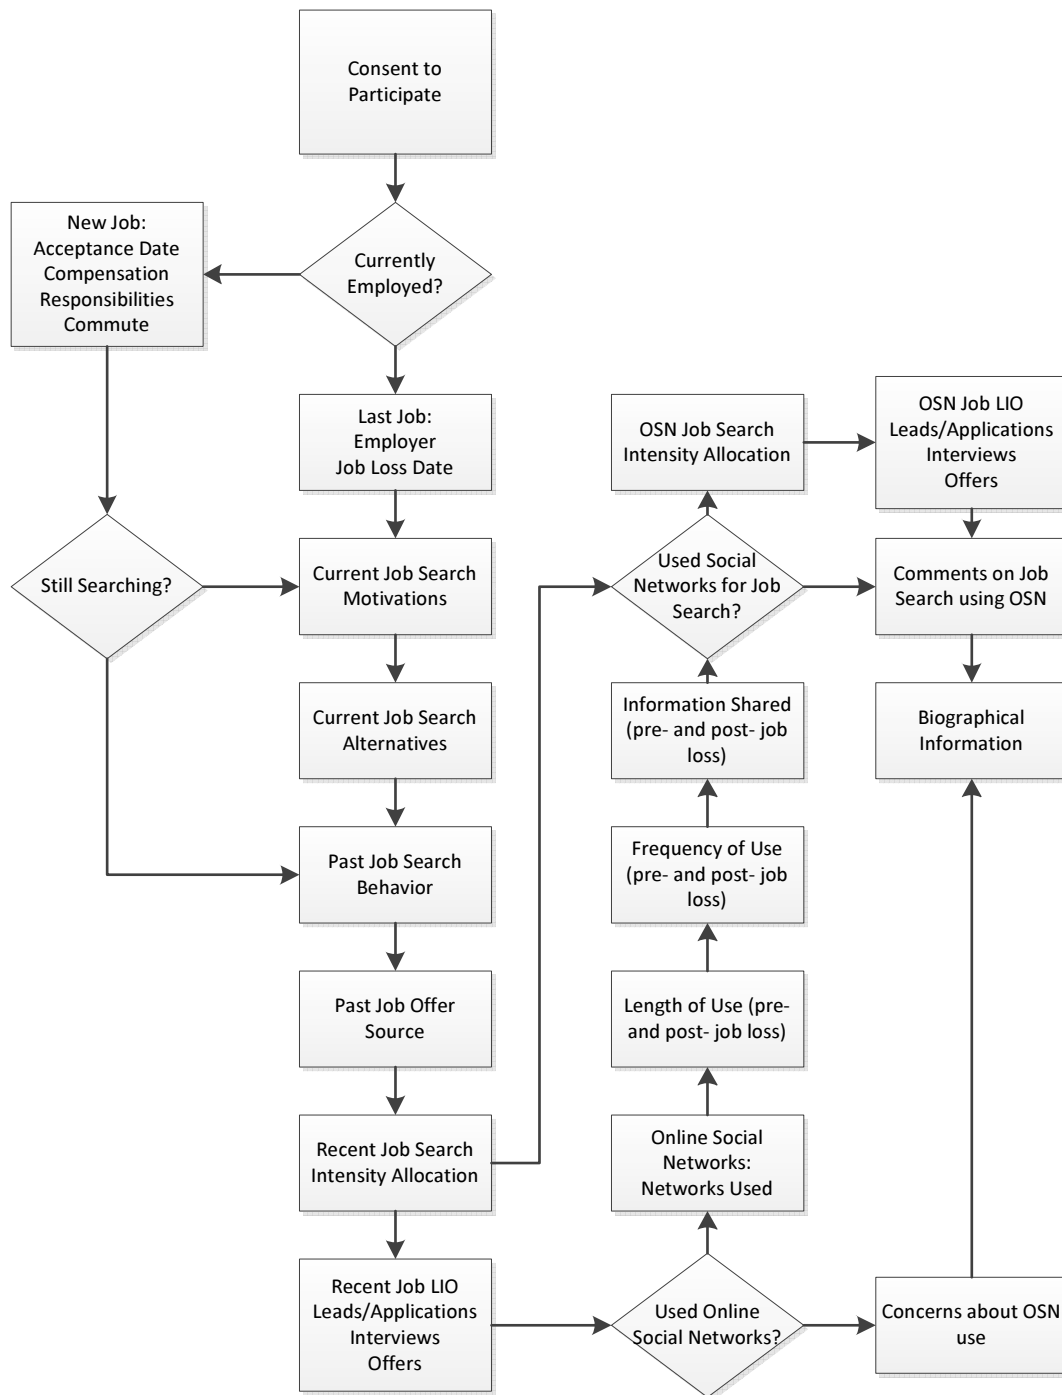 Consent to
Participate
New Job:
Acceptance Date
Compensation
Responsibilities
Commute
Currently
Employed?
Last Job:
Employer
Job Loss Date
Still Searching?
Current Job Search
Motivations
Current Job Search
Alternatives
Past Job Search
Behavior
Past Job Offer
Source
Recent Job Search
Intensity Allocation
Recent Job LIO
Leads/Applications
Interviews
Offers
OSN Job Search
Intensity Allocation
Used Social
Networks for Job
Search?
Information Shared
(pre- and post- job
loss)
Frequency of Use
(pre- and post- job
loss)
Length of Use (pre-
and post- job loss)
Online Social
Networks:
Networks Used
Used Online
Social Networks?
OSN Job LIO
Leads/Applications
Interviews
Offers
Comments on Job
Search using OSN
Biographical
Information
Concerns about OSN
use